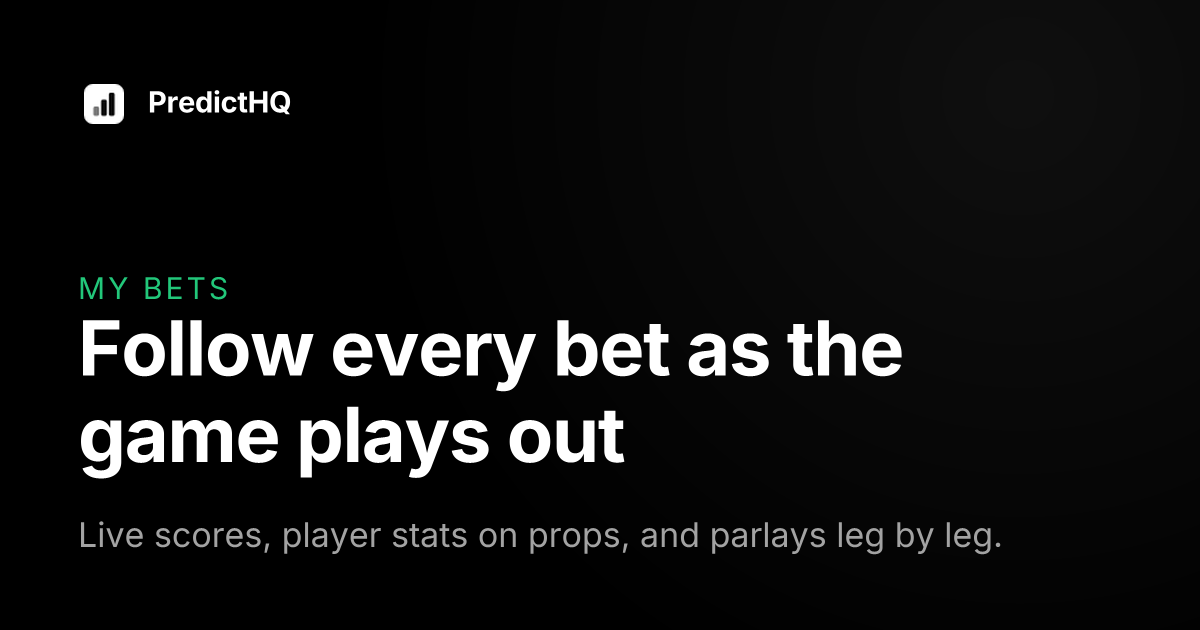 PredictHQ
MY BETS
Follow every bet as the
game plays out
Live scores, player stats on props, and parlays leg by leg.